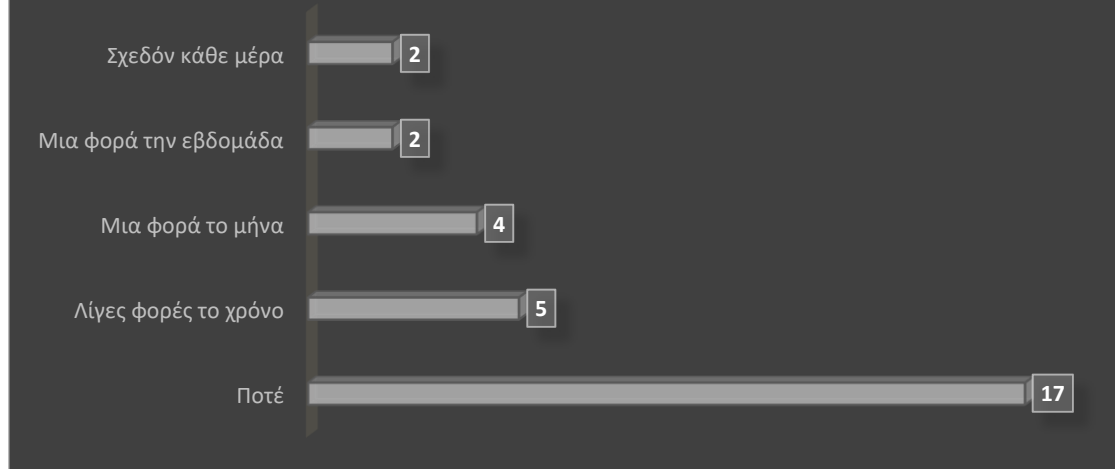 Σχεδόν κάθε μέρα 2
Μια φορά την εβδομάδα 2
Μια φορά το μήνα 4
Λίγες φορές το χρόνο 5
Ποτέ 17